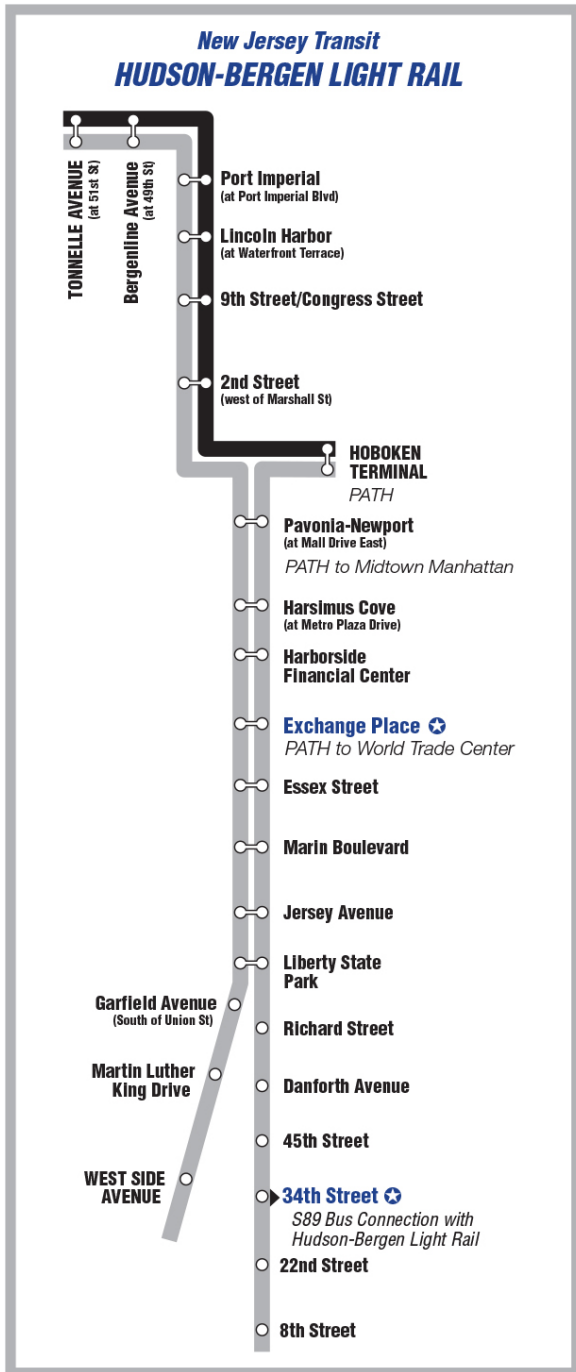 New Jersey Transit
HUDSON-BERGEN LIGHT RAIL
TONNELLE AVENUE
(at 51st St)
Bergenline Avenue
(at 49th St)
Port Imperial
(at Port Imperial Blvd)
Lincoln Harbor
(at Waterfront Terrace)
9th Street/Congress Street
2nd Street
(west of Marshall St)
HOBOKEN
TERMINAL
PATH
Pavonia-Newport
(at Mall Drive East)
PATH to Midtown Manhattan
Harsimus Cove
(at Metro Plaza Drive)
Harborside
Financial Center
Exchange Place
PATH to World Trade Center
Essex Street
Marin Boulevard
Jersey Avenue
Liberty State
Park
Garfield Avenue
(South of Union St)
Richard Street
Martin Luther
King Drive
Danforth Avenue
45th Street
WEST SIDE
AVENUE
34th Street
S89 Bus Connection with
Hudson-Bergen Light Rail
22nd Street
8th Street